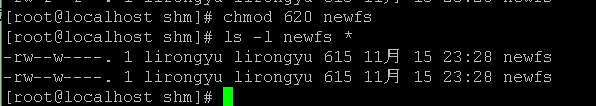 [root@localhost shm]# chmod 620 newfs
[root@localhost shm]# ls -l newfs *
-rw--w----. 1 lirongyu lirongyu 615 11月 15 23:28 newfs
-rw--w----. 1 lirongyu lirongyu 615 11月 15 23:28 newfs
[root@localhost shm]#